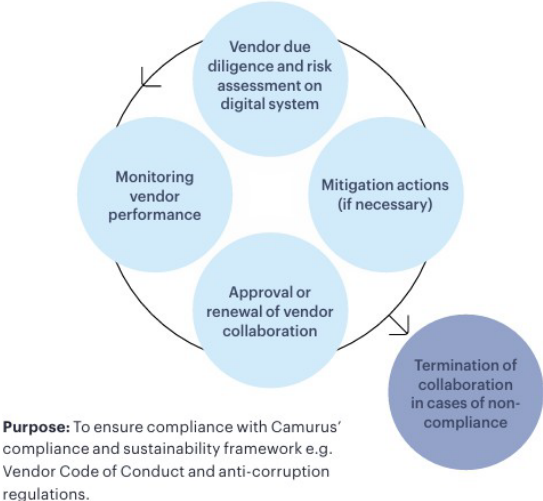 Vendor due
diligence and risk
assessment on
digital system
Monitoring
vendor
performance
Mitigation actions
(if necessary)
Approval or
renewal of vendor
collaboration
Termination of
collaboration
in cases of non-
compliance
Purpose: To ensure compliance with Camurus’
compliance and sustainability framework e.g.
Vendor Code of Conduct and anti-corruption
regulations.